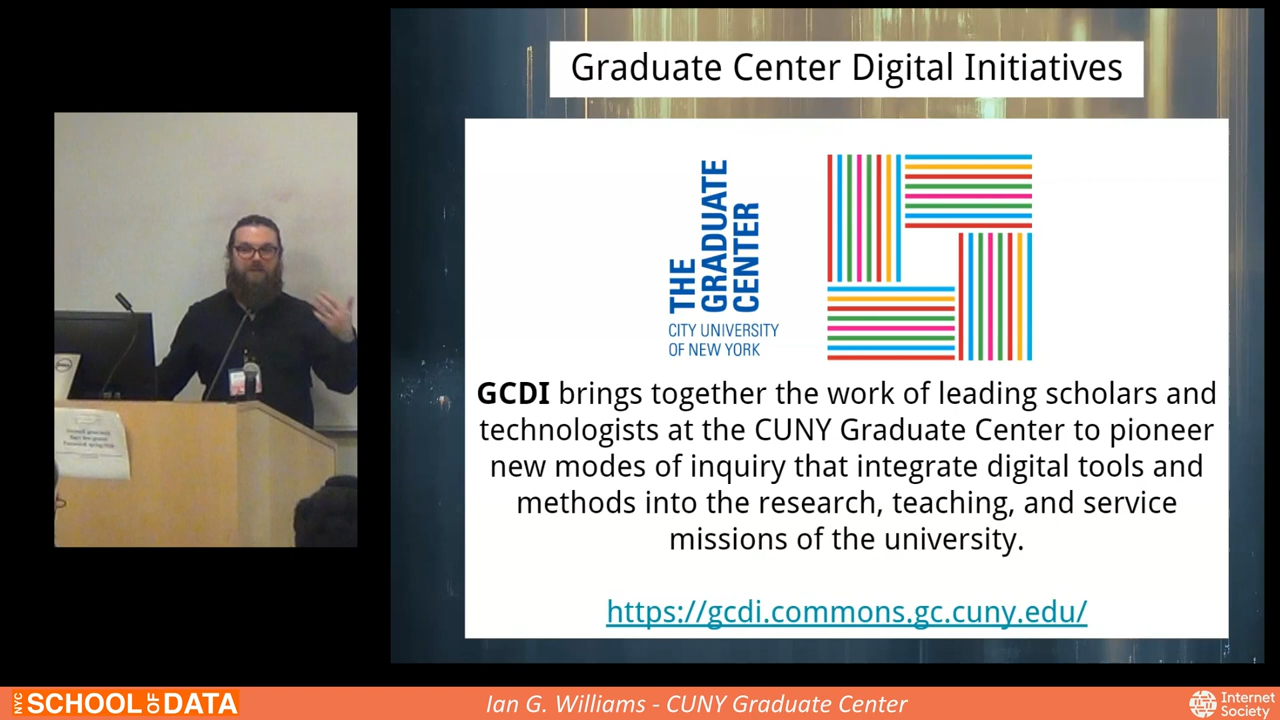 Graduate Center Digital Initiatives
THE
GRADUATE
CENTER
CITY UNIVERSITY
OF NEW YORK
GCDI brings together the work of leading scholars and
technologists at the CUNY Graduate Center to pioneer
new modes of inquiry that integrate digital tools and
methods into the research, teaching, and service
missions of the university.
https://gcdi.commons.gc.cuny.edu/
DELL
NYC SCHOOL OF DATA
Ian G. Williams - CUNY Graduate Center
Internet
Society